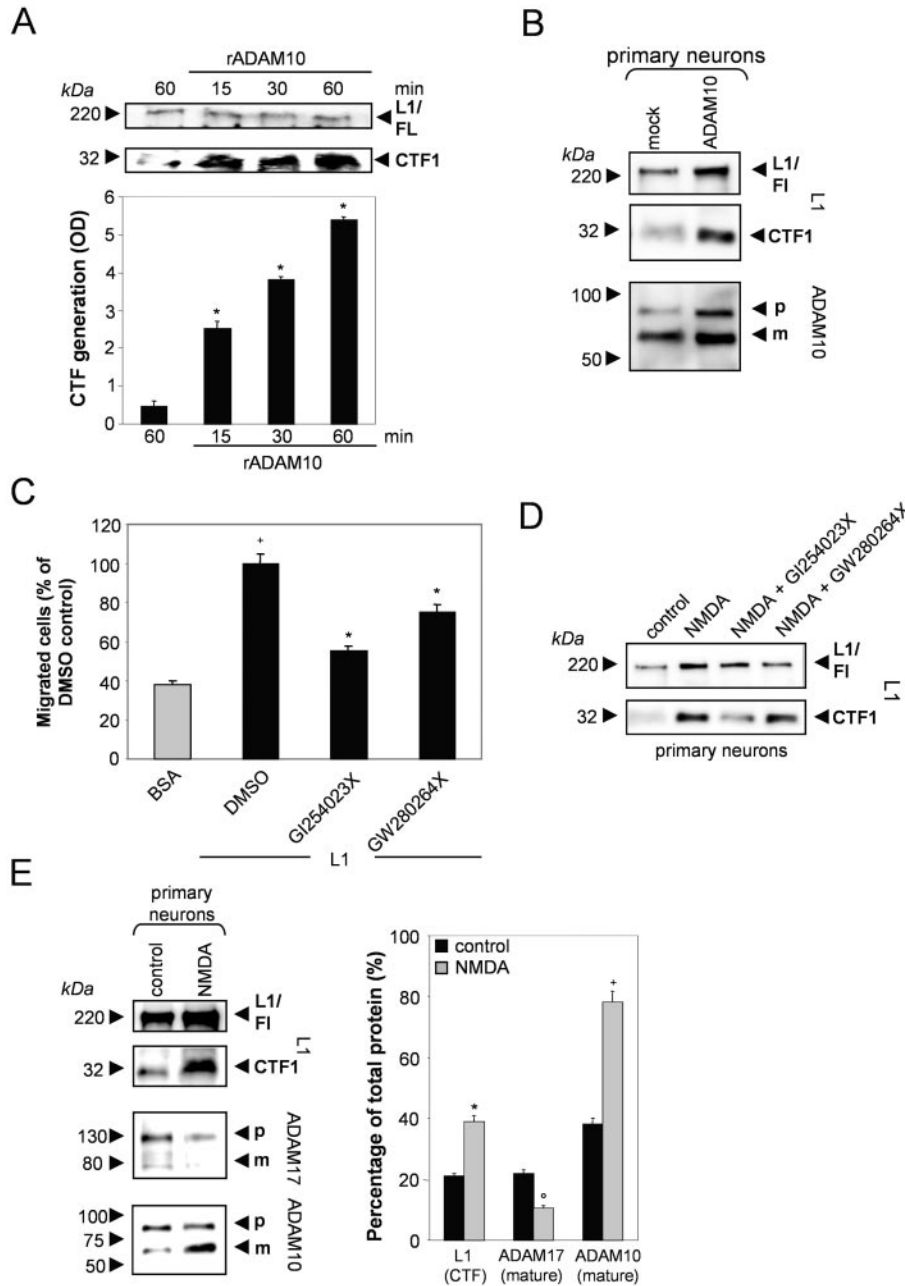 A
rADAM10
kDa 60 15 30 60 min
220 L1/
FL
32 CTF1
CTF generation (OD)
6
5
4
3
2
1
0
* * *
60 15 30 60 min
rADAM10
B
primary neurons
mock ADAM10
kDa
220 L1/
FI
32 CTF1
L1
100 p
m
50
ADAM10
C
Migrated cells (% of
DMSO control)
120
100
80
60
40
20
0
+ * *
BSA DMSO GI254023X GW280264X
L1
D
control NMDA NMDA + GI254023X NMDA + GW280264X
kDa
220 L1/
FI
32 CTF1
L1
primary neurons
E
primary
neurons
control NMDA
kDa
220 L1/
FI
32 CTF1
L1
130 p
80 m
ADAM17
100 p
75 m
50
ADAM10
Percentage of total protein (%)
100
80
60
40
20
0
control
NMDA
* ° +
L1 ADAM17 ADAM10
(CTF) (mature) (mature)